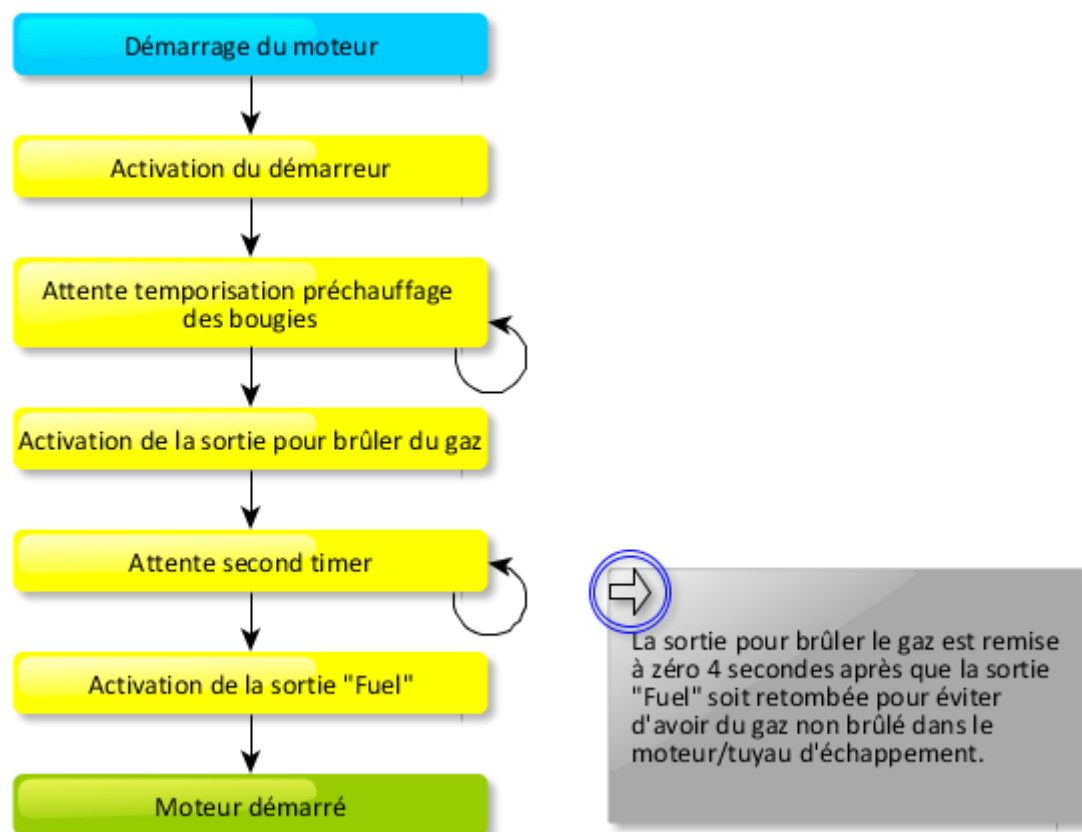 Démarrage du moteur
Activation du démarreur
Attente temporisation préchauffage
des bougies
Activation de la sortie pour brûler du gaz
Attente second timer
Activation de la sortie "Fuel"
Moteur démarré
La sortie pour brûler le gaz est remise
à zéro 4 secondes après que la sortie
"Fuel" soit retombée pour éviter
d'avoir du gaz non brûlé dans le
moteur/tuyau d'échappement.